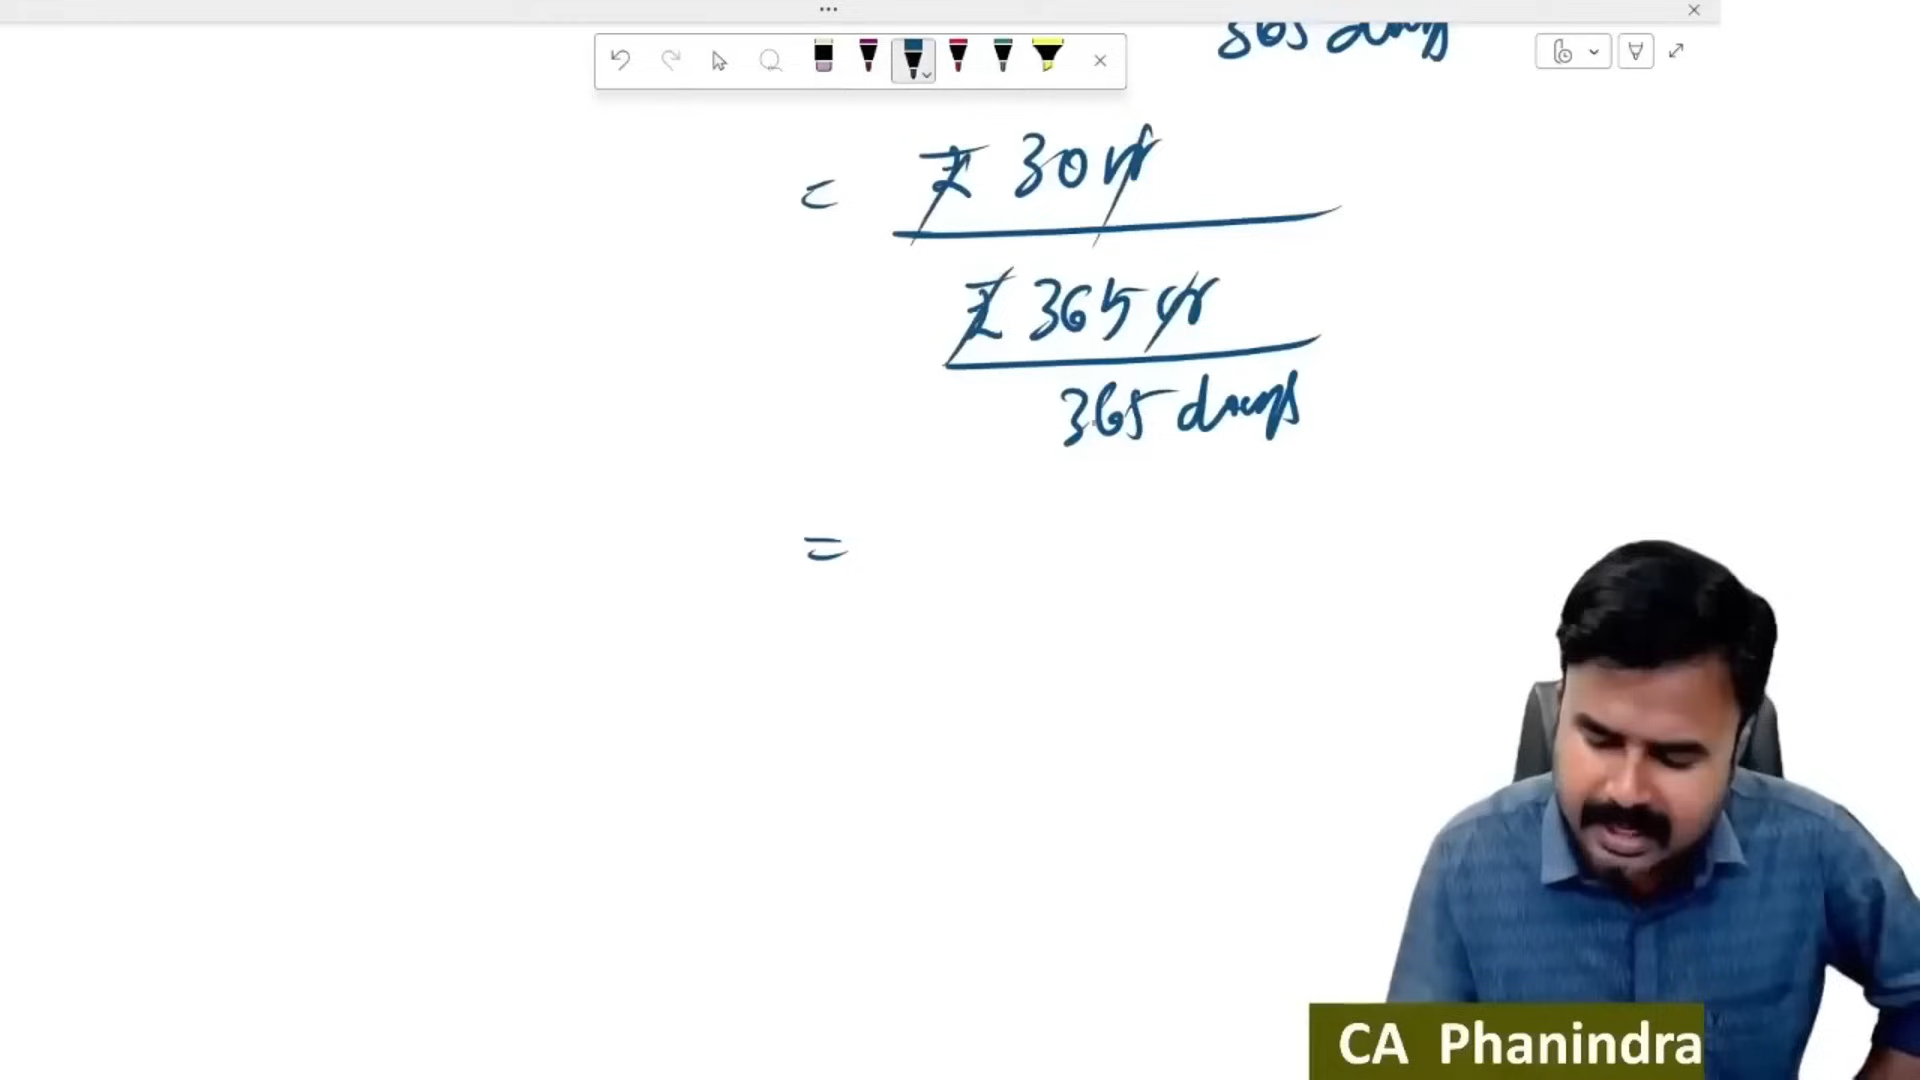 365 days
= ₹ 30 cr
₹ 365 cr
365 days
=
CA Phanindra